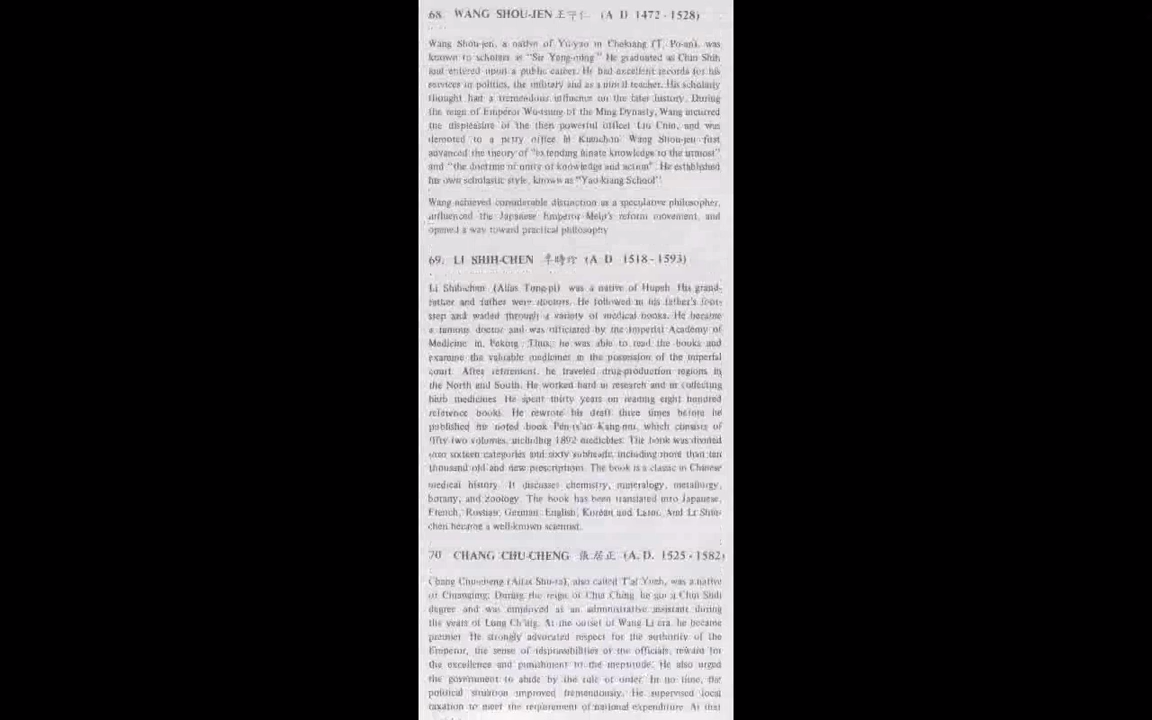 68. WANG SHOU-JEN 王守仁 (A D 1472 - 1528)
Wang Shou-jen, a native of Yu-yao in Chekiang (T. Po-an), was
known to scholars as "Sir Yang-ming" He graduated as Chin Shih
and entered upon a public career. He had excellent records for his
services in politics, the military and as a moral teacher. His scholarly
thought had a tremendous influence on the later history. During
the reign of Emperor Wu-tsung of the Ming Dynasty, Wang incurred
the displeasure of the then powerful officer Liu Chin, and was
demoted to a petty office in Kueichou Wang Shou-jen first
advanced the theory of "extending innate knowledge to the utmost"
and "the doctrine of unity of knowledge and action". He established
his own scholastic style, known as "Yao-kiang School".
Wang achieved considerable distinction as a speculative philosopher,
influenced the Japanese Emperor Meiji's reform movement, and
opened a way toward practical philosophy
69. LI SHIH-CHEN 李時珍 (A D 1518 - 1593)
Li Shih-chen (Alias Tung-pi) was a native of Hupeh. His grand-
father and father were doctors. He followed in his father's foot-
step and waded through a variety of medical books. He became
a famous doctor and was officiated by the Imperial Academy of
Medicine in Peking. Thus, he was able to read the books and
examine the valuable medicines in the possession of the imperial
court. After retirement, he traveled drug-production regions in
the North and South. He worked hard in research and in collecting
herb medicines. He spent thirty years on reading eight hundred
reference books. He rewrote his draft three times before he
published his noted book Pen-ts'ao Kang-mu, which consists of
fifty two volumes, including 1892 medicines. The book was divided
into sixteen categories and sixty subheads, including more than ten
thousand old and new prescriptions. The book is a classic in Chinese
medical history. It discusses chemistry, mineralogy, metallurgy,
botany, and zoology. The book has been translated into Japanese,
French, Russian, German, English, Korean and Latin. And Li Shih-
chen became a well-known scientist.
70 CHANG CHU-CHENG 張居正 (A. D. 1525 - 1582)
Chang Chu-cheng (Alias Shu-ta), also called T'ai Yueh, was a native
of Chiangling. During the reign of Chia Ching, he got a Chin Shih
degree and was employed as an administrative assistant during
the years of Lung Ch'ing. At the outset of Wang Li era, he became
premier. He strongly advocated respect for the authority of the
Emperor, the sense of responsibilities of the officials, reward for
the excellence and punishment to the ineptitude. He also urged
the government to abide by the rule of order. In no time, the
political situation improved tremendously. He supervised local
taxation to meet the requirement of national expenditure. At that